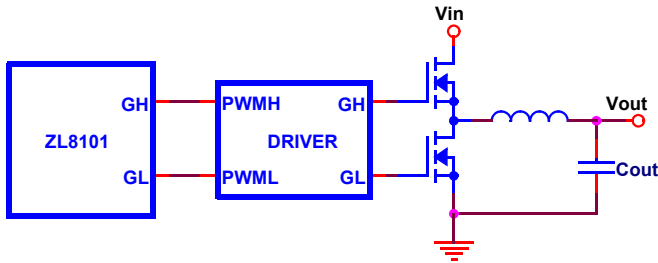 Vin
GH
PWMH
GH
Vout
ZL8101
DRIVER
Cout
GL
PWML
GL